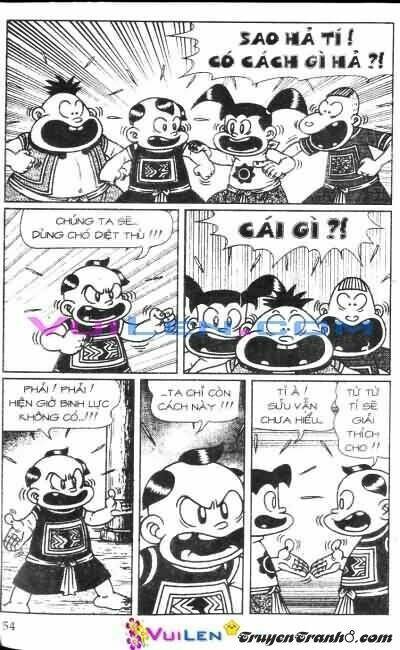 SAO HẢ TÍ!
CÓ CÁCH GÌ HẢ?!
CHÚNG TA SẼ..
DÙNG CHÓ DIỆT THÙ!!!
CÁI GÌ?!
VUILEN.COM
PHẢI! PHẢI!
HIỆN GIỜ BINH LỰC
KHÔNG CÓ..!!!
..TA CHỈ CÒN
CÁCH NÀY!!!
TÍ À!
SỬU VẪN
CHƯA HIỂU..
TỪ TỪ
TÍ SẼ
GIẢI
THÍCH
CHO!!
54
VUILEN
TruyenTranh8.com